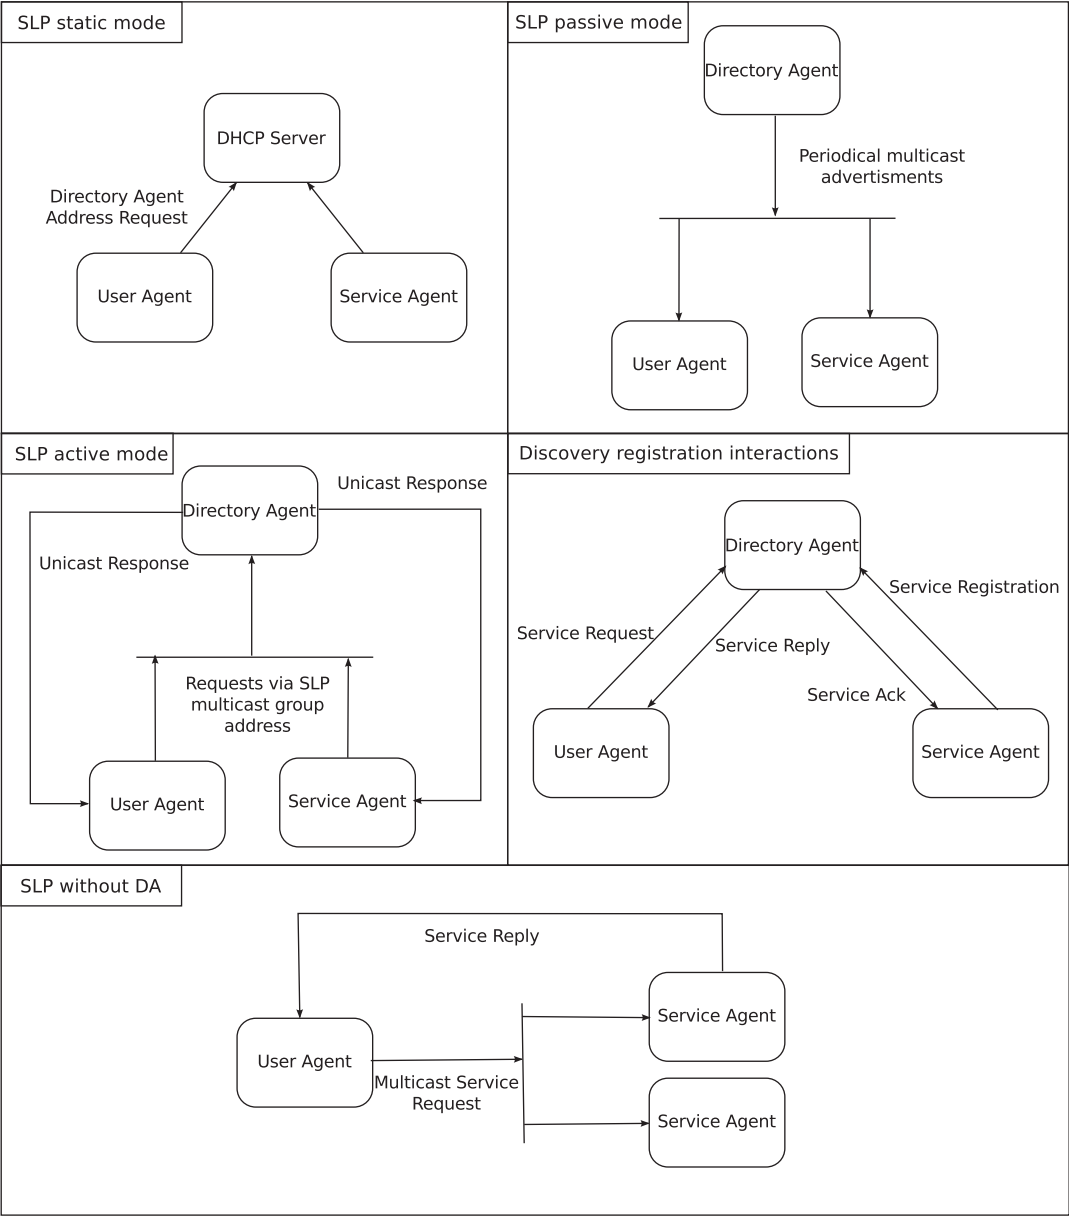 SLP static mode
DHCP Server
Directory Agent
Address Request
User Agent
Service Agent
SLP passive mode
Directory Agent
Periodical multicast
advertisments
User Agent
Service Agent
SLP active mode
Directory Agent
Unicast Response
Unicast Response
Requests via SLP
multicast group
address
User Agent
Service Agent
Discovery registration interactions
Directory Agent
Service Registration
Service Request
Service Reply
Service Ack
User Agent
Service Agent
SLP without DA
Service Reply
Service Agent
User Agent
Multicast Service
Request
Service Agent